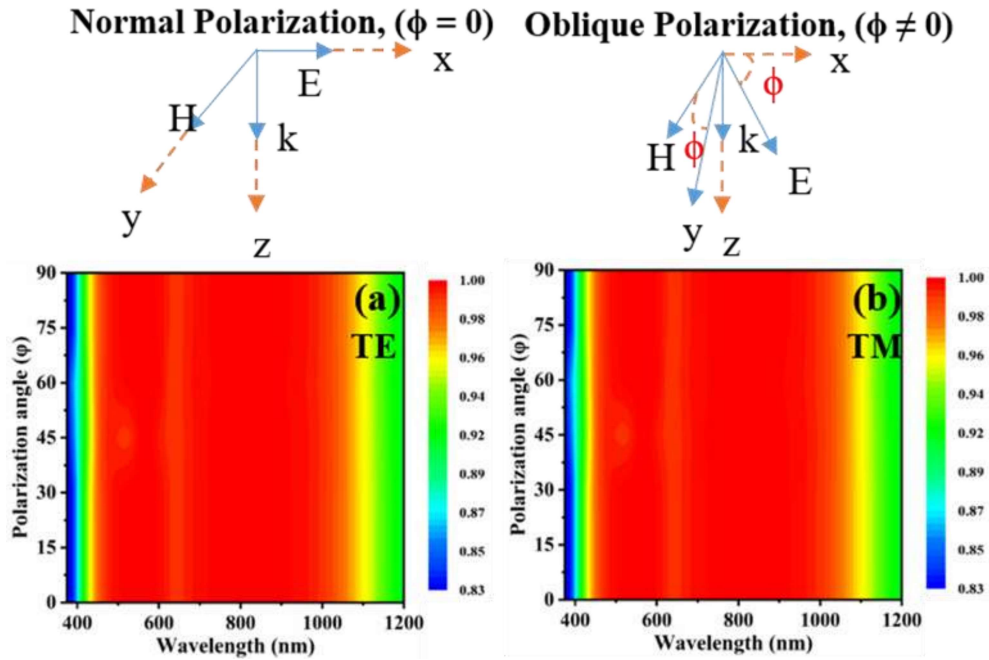 Normal Polarization, (ϕ = 0)
x
E
H
k
y
z
Oblique Polarization, (ϕ ≠ 0)
x
ϕ
k
H
ϕ
E
y
z
(a)
TE
Polarization angle (φ)
90
75
60
45
30
15
0
400
600
800
1000
1200
Wavelength (nm)
1.00
0.98
0.96
0.94
0.92
0.89
0.87
0.85
0.83
(b)
TM
Polarization angle (φ)
90
75
60
45
30
15
0
400
600
800
1000
1200
Wavelength (nm)
1.00
0.98
0.96
0.94
0.92
0.89
0.87
0.85
0.83